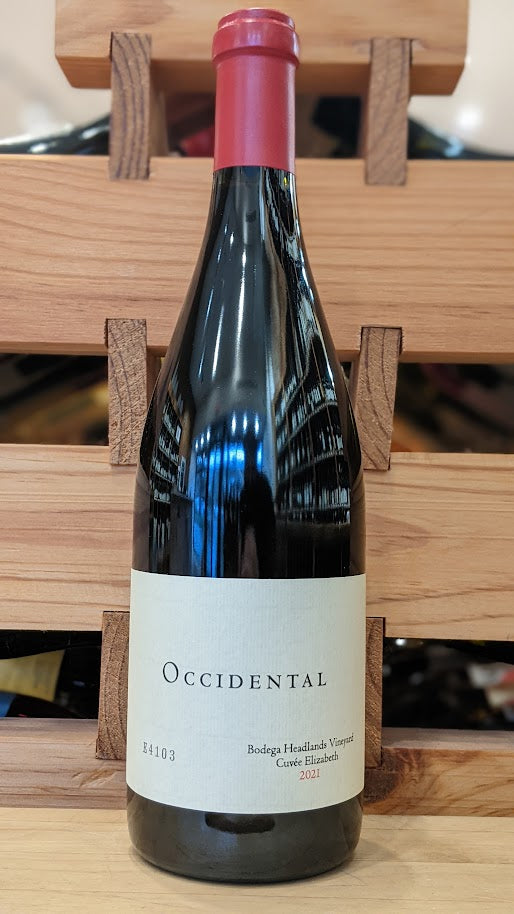 OCCIDENTAL
E4103
Bodega Headlands Vineyard
Cuvée Elizabeth
2021